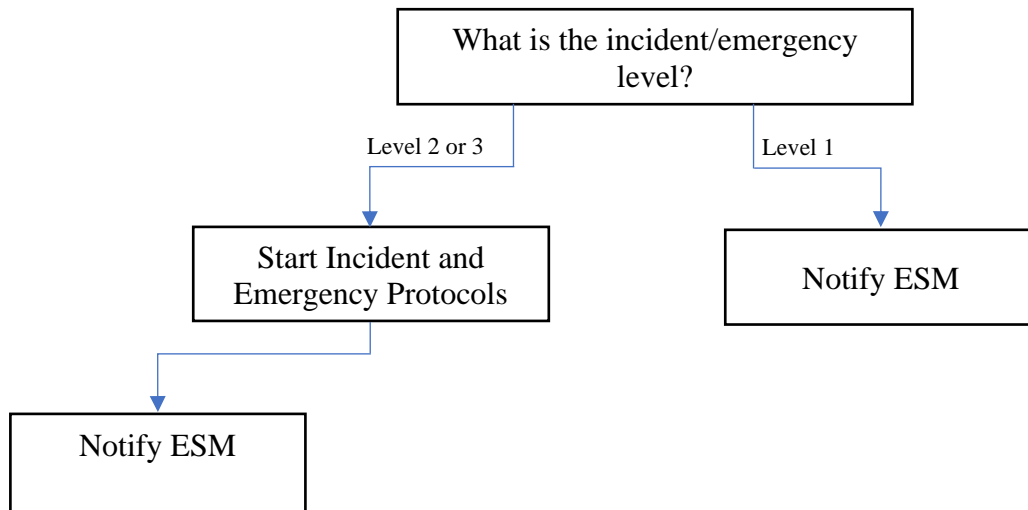 What is the incident/emergency
level?
Level 2 or 3
Level 1
Start Incident and
Emergency Protocols
Notify ESM
Notify ESM